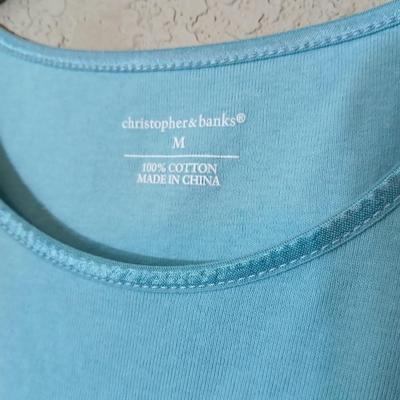 christopher&banks®
M
100% COTTON
MADE IN CHINA